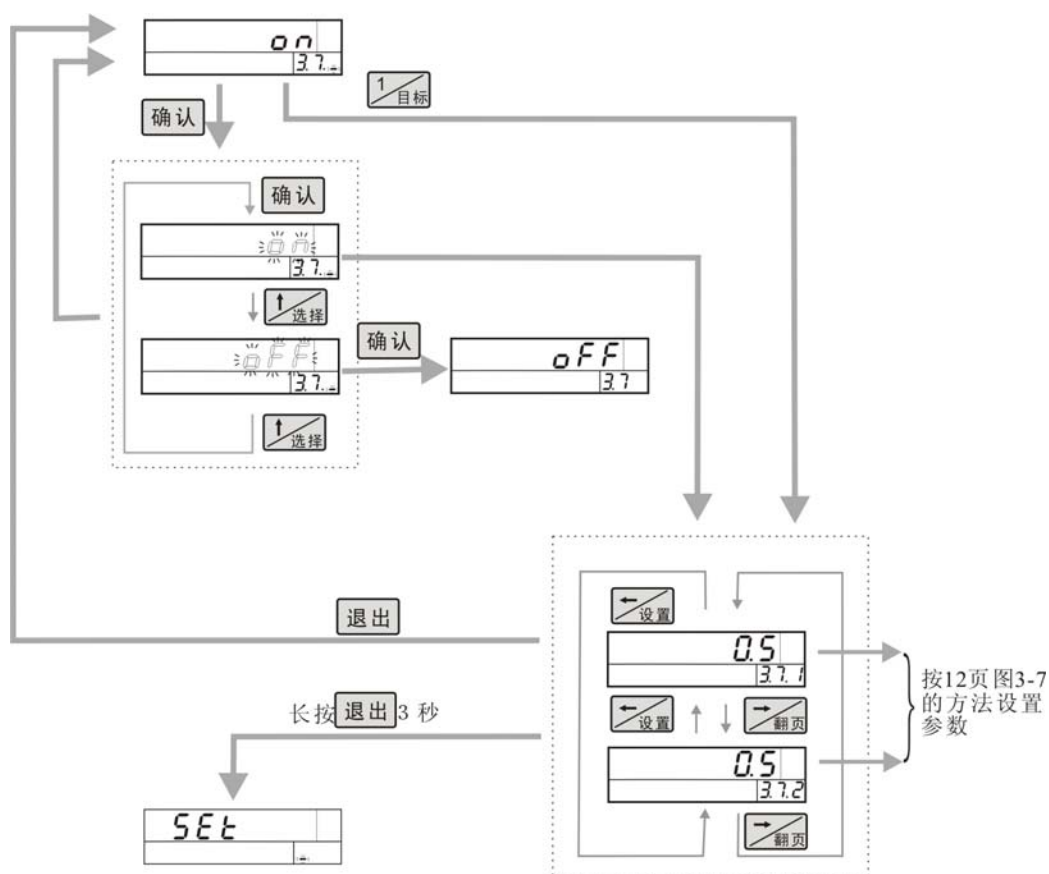 on
3.7.
1
目标
确认
确认
on
3.7.
↑
选择
确认
oFF
3.7.
oFF
3.7
↑
选择
←
设置
退出
0.5
3.7.1
按12页图3-7
的方法设置
参数
←
设置
→
翻页
长按 退出 3 秒
0.5
3.7.2
SEt
→
翻页